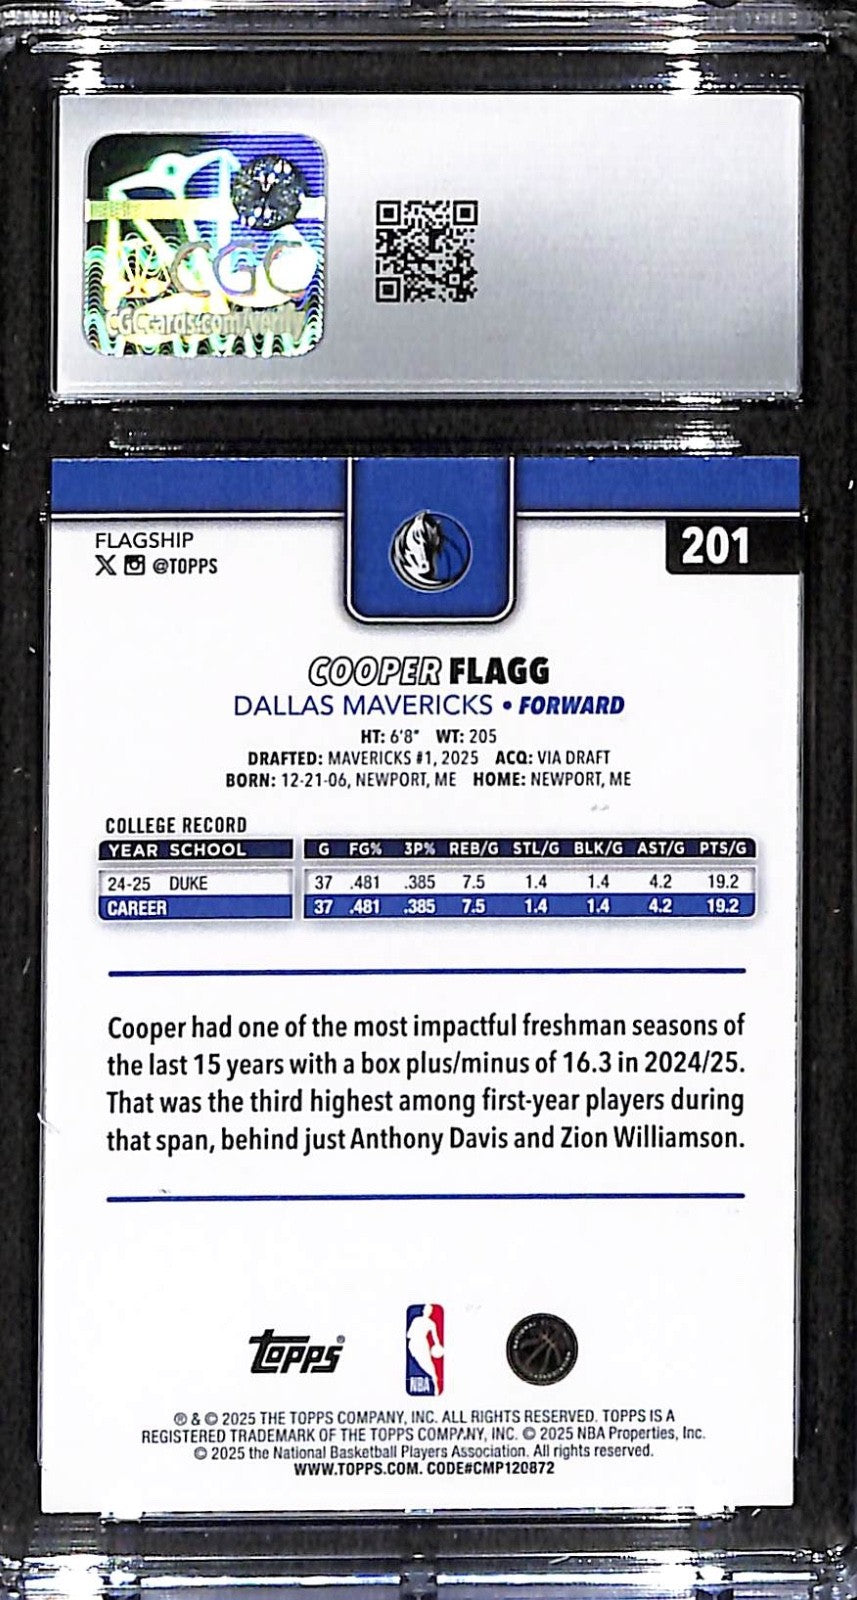 CGC
CGCcards.com/Verify
FLAGSHIP
@TOPPS
201
COOPER FLAGG
DALLAS MAVERICKS • FORWARD
HT: 6'8" WT: 205
DRAFTED: MAVERICKS #1, 2025 ACQ: VIA DRAFT
BORN: 12-21-06, NEWPORT, ME HOME: NEWPORT, ME
COLLEGE RECORD
YEAR SCHOOL G FG% 3P% REB/G STL/G BLK/G AST/G PTS/G
24-25 DUKE 37 .481 .385 7.5 1.4 1.4 4.2 19.2
CAREER 37 .481 .385 7.5 1.4 1.4 4.2 19.2
Cooper had one of the most impactful freshman seasons of
the last 15 years with a box plus/minus of 16.3 in 2024/25.
That was the third highest among first-year players during
that span, behind just Anthony Davis and Zion Williamson.
Topps®
NBA
® & © 2025 THE TOPPS COMPANY, INC. ALL RIGHTS RESERVED. TOPPS IS A
REGISTERED TRADEMARK OF THE TOPPS COMPANY, INC. © 2025 NBA Properties, Inc.
© 2025 the National Basketball Players Association. All rights reserved.
WWW.TOPPS.COM. CODE#CMP120872